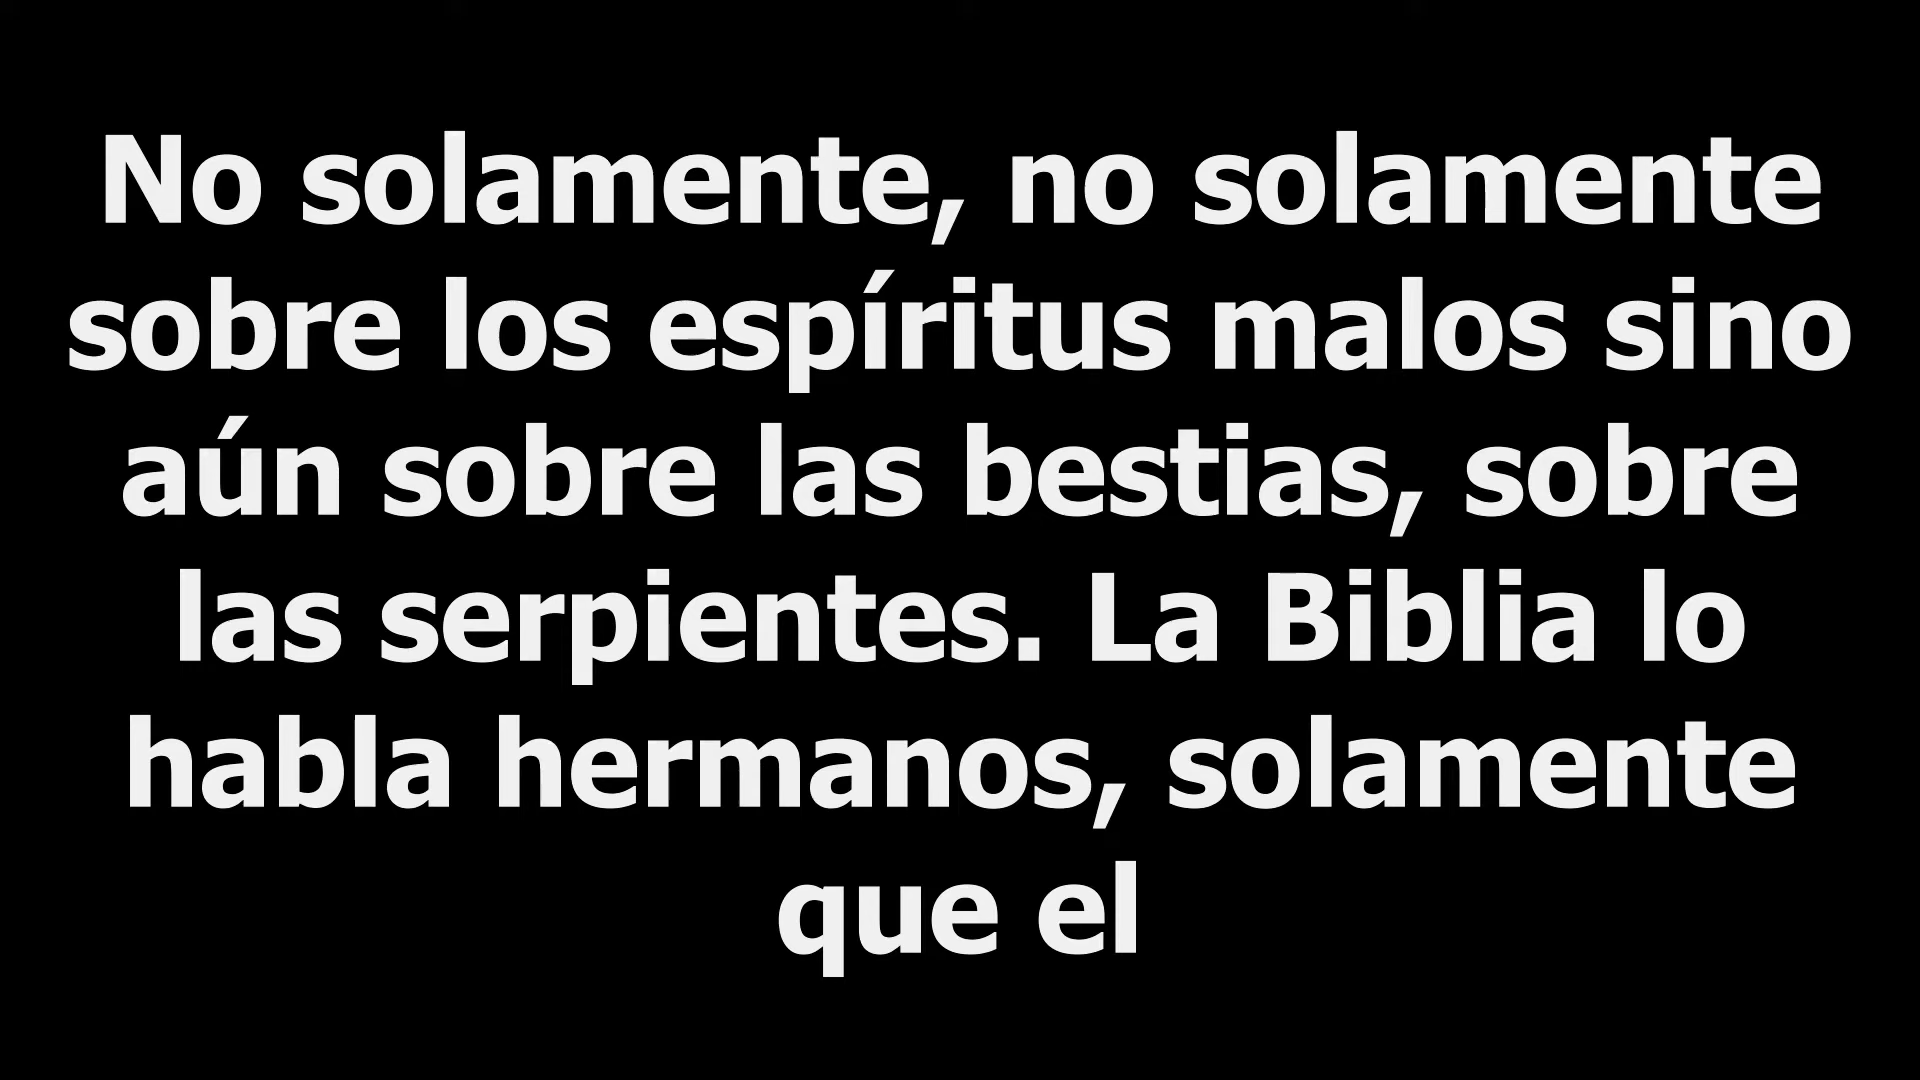 No solamente, no solamente
sobre los espíritus malos sino
aún sobre las bestias, sobre
las serpientes. La Biblia lo
habla hermanos, solamente
que el